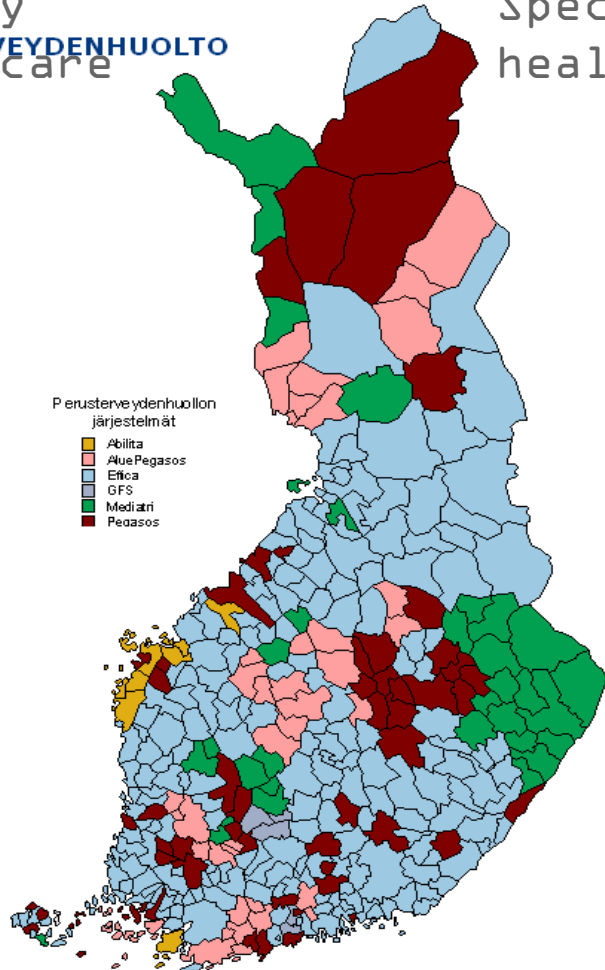 y
Spec
VEYDENHUOLTO
care
heal
Perusterveydenhuollon
järjestelmät
Abilita
AluePegasos
Effica
GFS
Mediatri
Pegasos